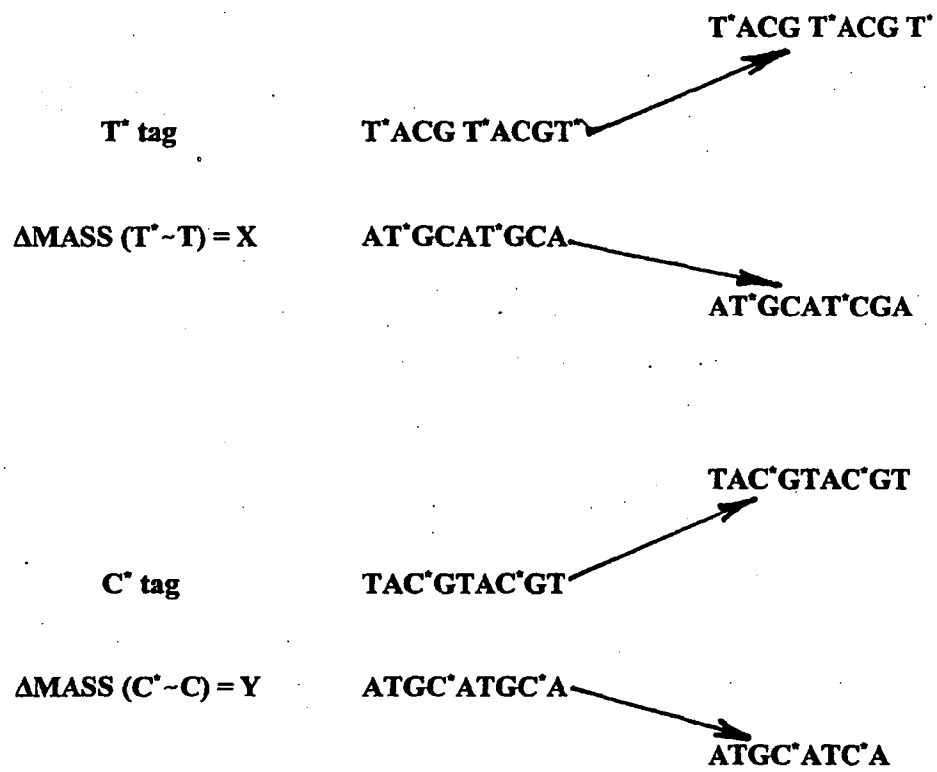 T*ACG T*ACG T*
T* tag T*ACG T*ACGT*
ΔMASS (T*~T) = X AT*GCAT*GCA
AT*GCAT*CGA
TAC*GTAC*GT
C* tag TAC*GTAC*GT
ΔMASS (C*~C) = Y ATGC*ATGC*A
ATGC*ATC*A